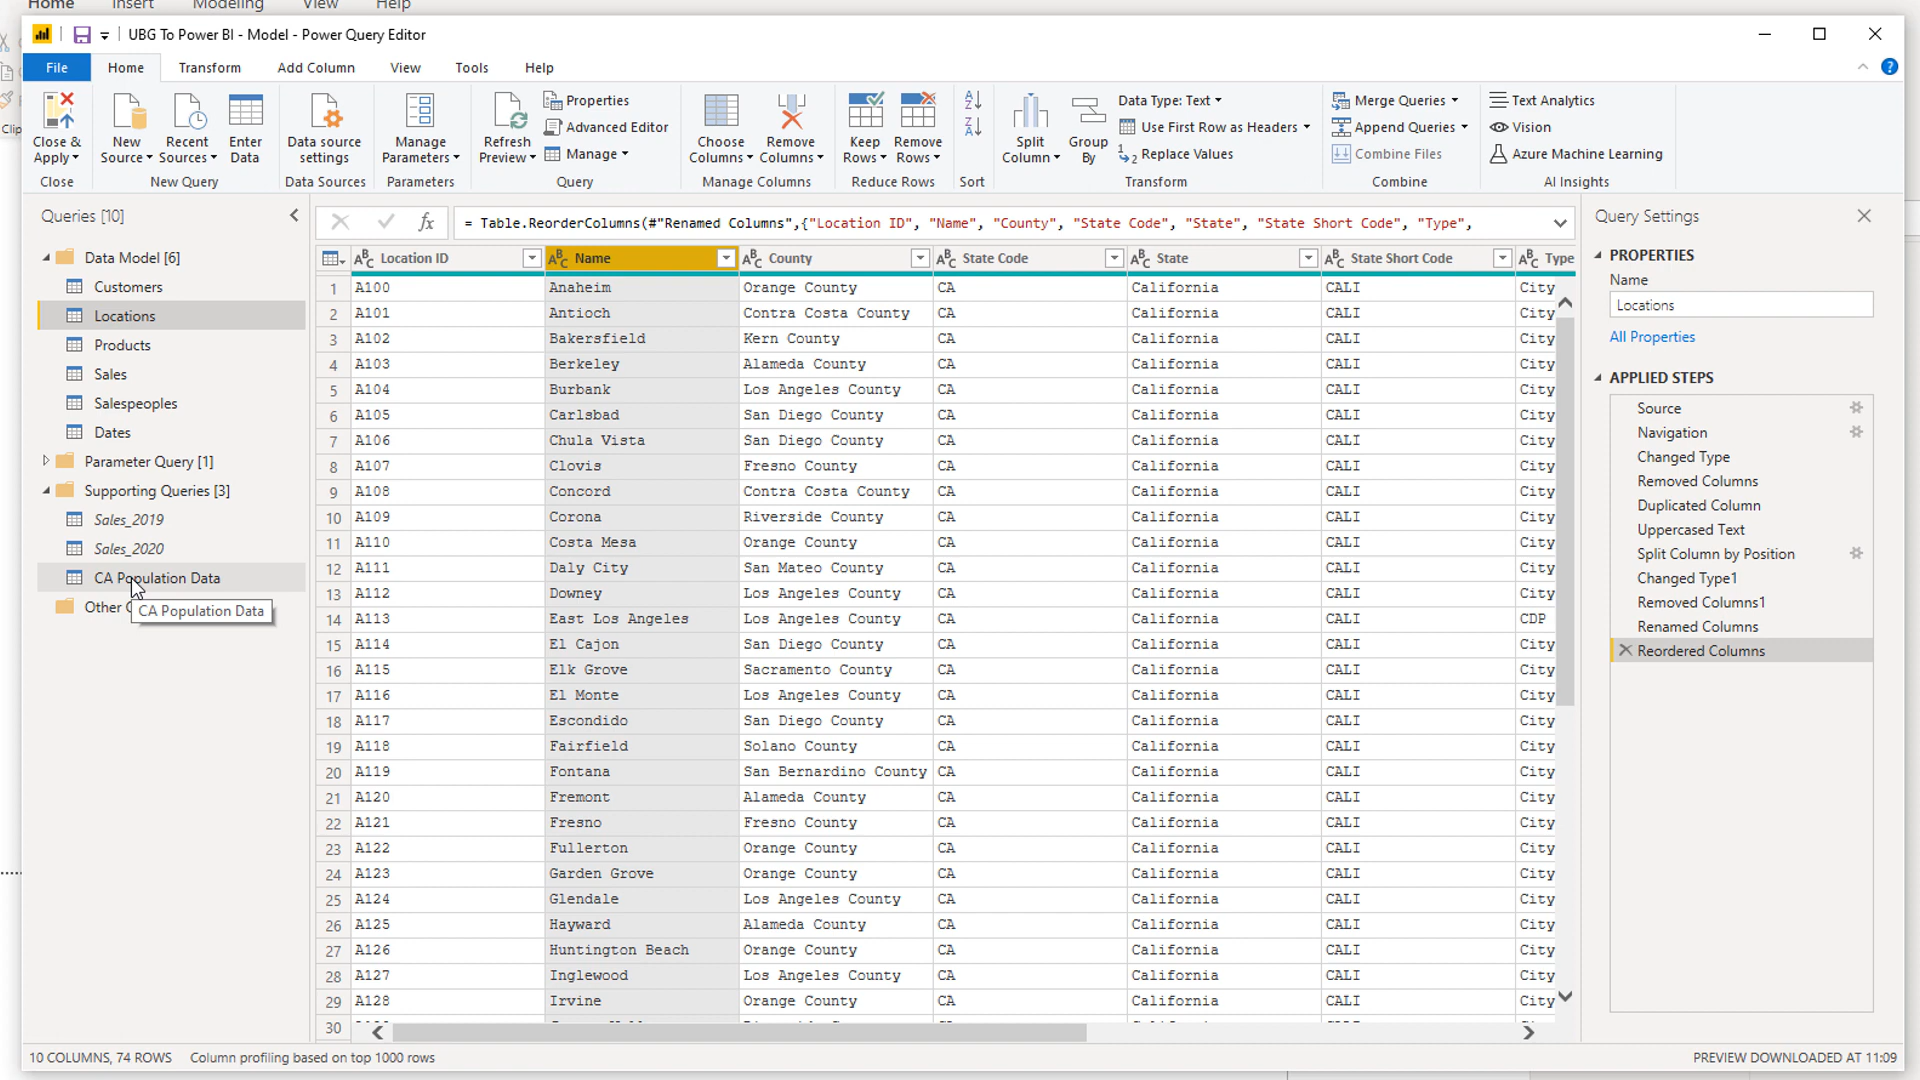 Home Insert Modeling View Help
UBG To Power BI - Model - Power Query Editor
File Home Transform Add Column View Tools Help
Close & Apply
New Source
Recent Sources
Enter Data
Data source settings
Manage Parameters
Refresh Preview
Properties
Advanced Editor
Manage
Choose Columns
Remove Columns
Keep Rows
Remove Rows
Split Column
Group By
Data Type: Text
Use First Row as Headers
Replace Values
Merge Queries
Append Queries
Combine Files
Text Analytics
Vision
Azure Machine Learning
Close New Query Data Sources Parameters Query Manage Columns Reduce Rows Sort Transform Combine AI Insights
Clip
Queries [10]
Data Model [6]
Customers
Locations
Products
Sales
Salespeoples
Dates
Parameter Query [1]
Supporting Queries [3]
Sales_2019
Sales_2020
CA Population Data
Other
CA Population Data
= Table.ReorderColumns(#"Renamed Columns",{"Location ID", "Name", "County", "State Code", "State", "State Short Code", "Type",
Location ID Name County State Code State State Short Code Type
1 A100 Anaheim Orange County CA California CALI City
2 A101 Antioch Contra Costa County CA California CALI City
3 A102 Bakersfield Kern County CA California CALI City
4 A103 Berkeley Alameda County CA California CALI City
5 A104 Burbank Los Angeles County CA California CALI City
6 A105 Carlsbad San Diego County CA California CALI City
7 A106 Chula Vista San Diego County CA California CALI City
8 A107 Clovis Fresno County CA California CALI City
9 A108 Concord Contra Costa County CA California CALI City
10 A109 Corona Riverside County CA California CALI City
11 A110 Costa Mesa Orange County CA California CALI City
12 A111 Daly City San Mateo County CA California CALI City
13 A112 Downey Los Angeles County CA California CALI City
14 A113 East Los Angeles Los Angeles County CA California CALI CDP
15 A114 El Cajon San Diego County CA California CALI City
16 A115 Elk Grove Sacramento County CA California CALI City
17 A116 El Monte Los Angeles County CA California CALI City
18 A117 Escondido San Diego County CA California CALI City
19 A118 Fairfield Solano County CA California CALI City
20 A119 Fontana San Bernardino County CA California CALI City
21 A120 Fremont Alameda County CA California CALI City
22 A121 Fresno Fresno County CA California CALI City
23 A122 Fullerton Orange County CA California CALI City
24 A123 Garden Grove Orange County CA California CALI City
25 A124 Glendale Los Angeles County CA California CALI City
26 A125 Hayward Alameda County CA California CALI City
27 A126 Huntington Beach Orange County CA California CALI City
28 A127 Inglewood Los Angeles County CA California CALI City
29 A128 Irvine Orange County CA California CALI City
30
Query Settings
PROPERTIES
Name
Locations
All Properties
APPLIED STEPS
Source
Navigation
Changed Type
Removed Columns
Duplicated Column
Uppercased Text
Split Column by Position
Changed Type1
Removed Columns1
Renamed Columns
Reordered Columns
10 COLUMNS, 74 ROWS Column profiling based on top 1000 rows PREVIEW DOWNLOADED AT 11:09